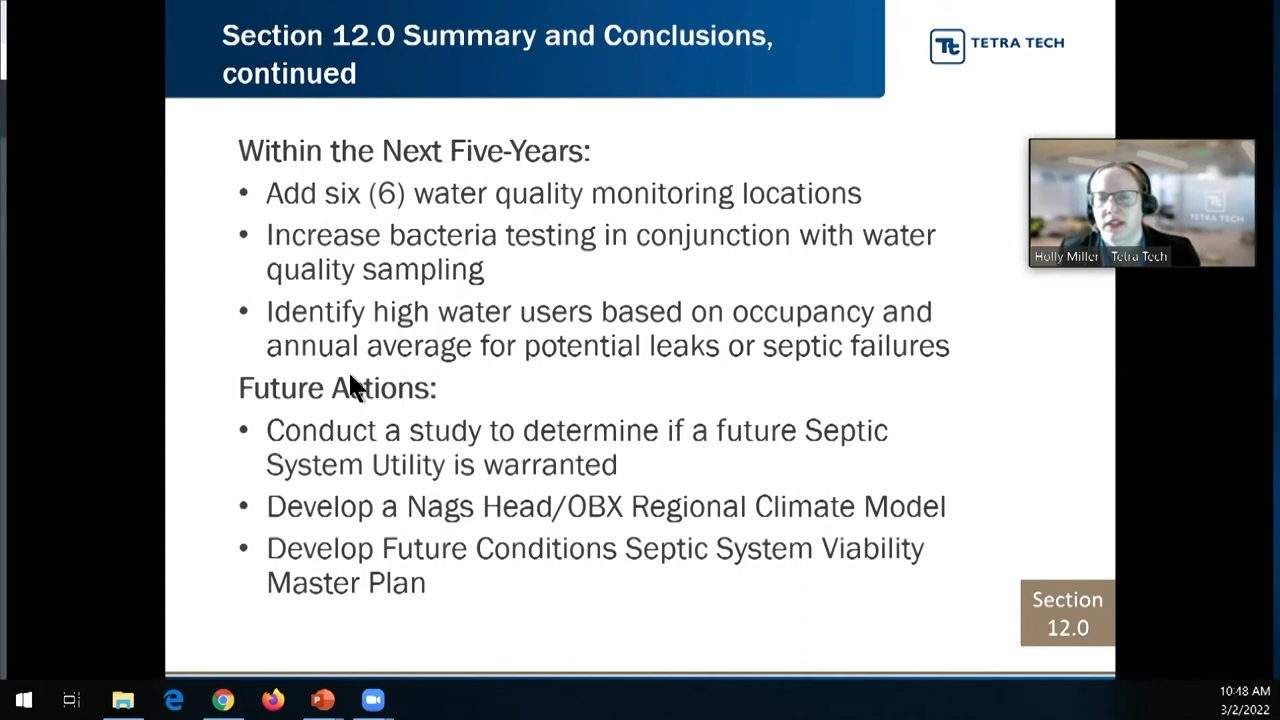 Section 12.0 Summary and Conclusions,
continued
Tt TETRA TECH
Within the Next Five-Years:
• Add six (6) water quality monitoring locations
• Increase bacteria testing in conjunction with water
quality sampling
• Identify high water users based on occupancy and
annual average for potential leaks or septic failures
Future Actions:
• Conduct a study to determine if a future Septic
System Utility is warranted
• Develop a Nags Head/OBX Regional Climate Model
• Develop Future Conditions Septic System Viability
Master Plan
TETRA TECH
Holly Miller Tetra Tech
Section
12.0
10:48 AM
3/2/2022